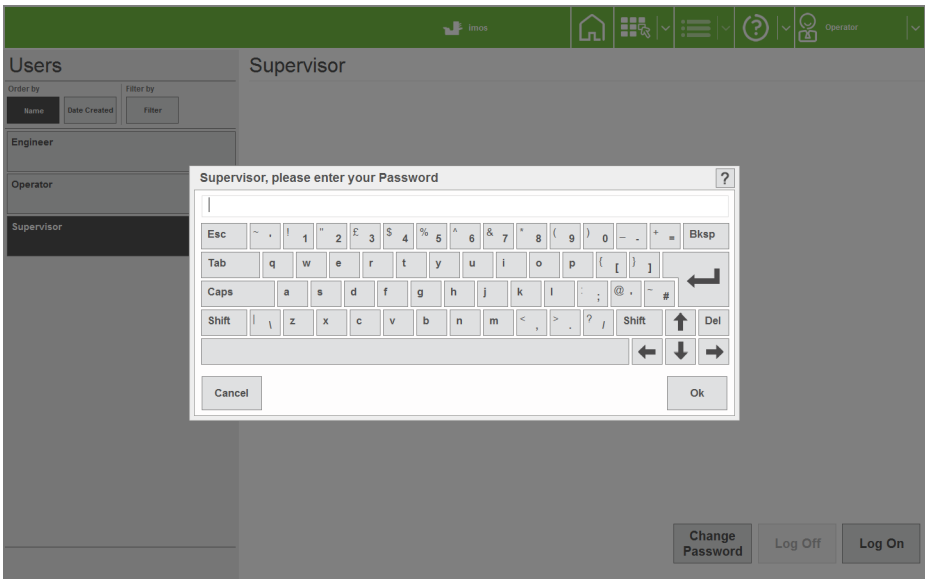 imos
Operator
Users
Supervisor
Order by
Filter by
Name
Date Created
Filter
Engineer
Operator
Supervisor
Supervisor, please enter your Password
?
Esc ~ ! 1 " 2 £ 3 $ 4 % 5 ^ 6 & 7 * 8 ( 9 ) 0 _ - + = Bksp
Tab q w e r t y u i o p { [ } ]
Caps a s d f g h j k l : ; @ ' ~ #
Shift | \ z x c v b n m < , > . ? / Shift Del
Cancel
Ok
Change
Password
Log Off
Log On